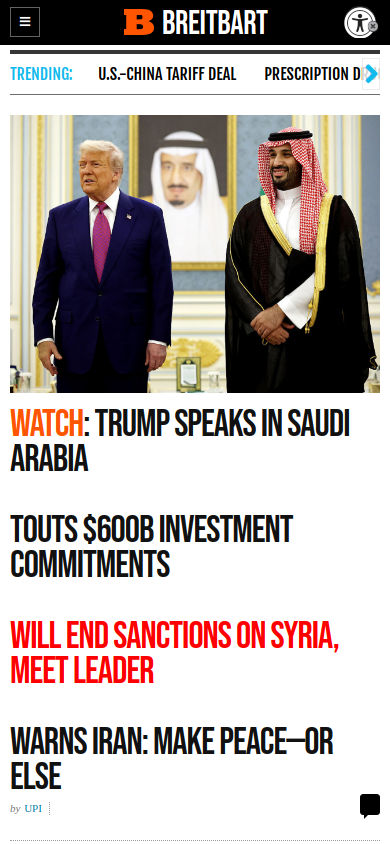 B BREITBART
TRENDING: U.S.–CHINA TARIFF DEAL PRESCRIPTION D
WATCH: TRUMP SPEAKS IN SAUDI
ARABIA
TOUTS $600B INVESTMENT
COMMITMENTS
WILL END SANCTIONS ON SYRIA,
MEET LEADER
WARNS IRAN: MAKE PEACE—OR
ELSE
by UPI